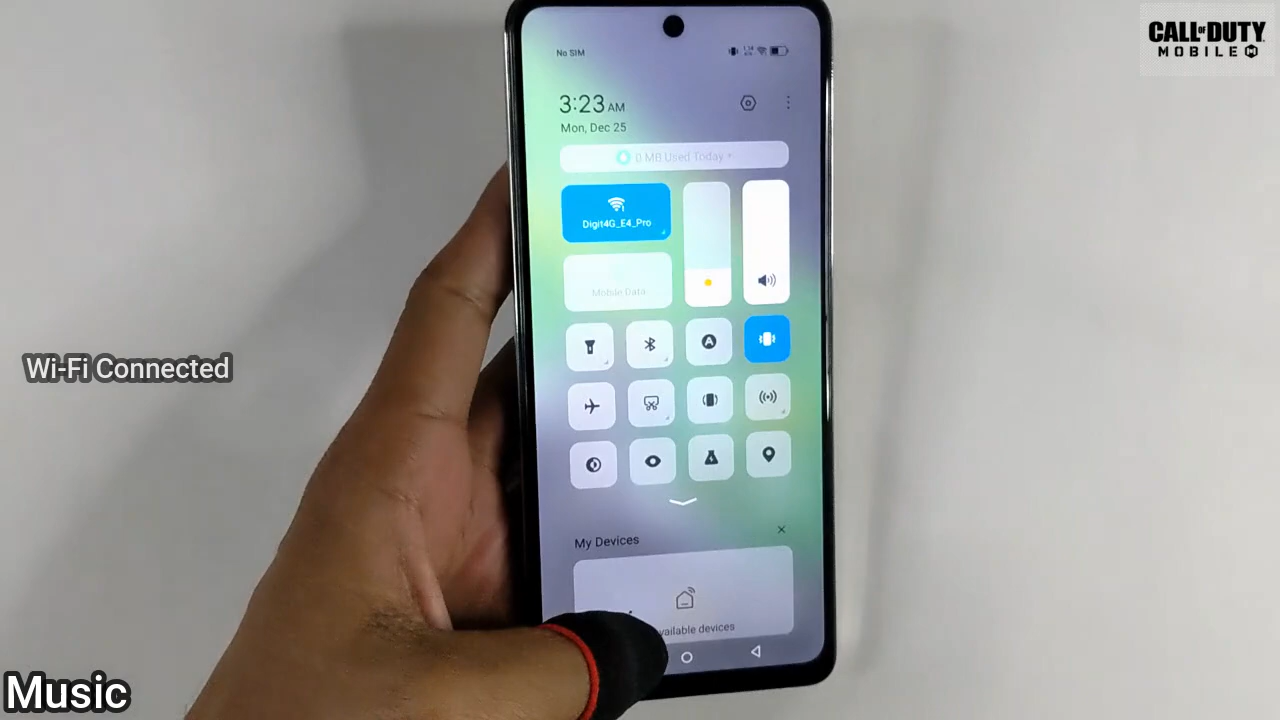 CALL OF DUTY
MOBILE
No SIM
3:23 AM
Mon, Dec 25
0 MB Used Today
Digit4G_E4_Pro
Mobile Data
A
Wi-Fi Connected
My Devices
available devices
Music